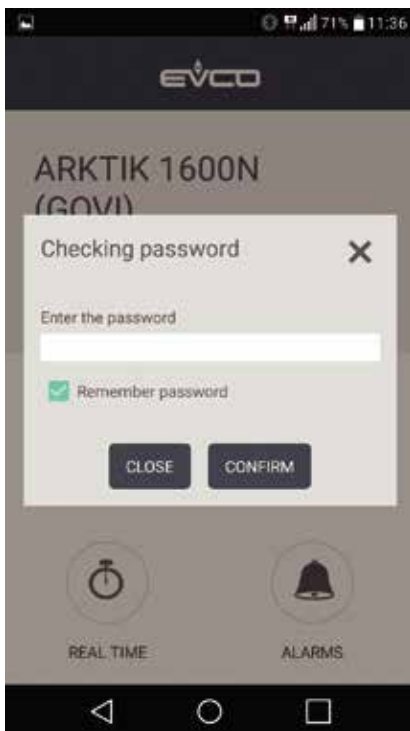 71% 11:36
EVCO
ARKTIK 1600N
(GOVI)
Checking password
Enter the password
Remember password
CLOSE CONFIRM
REAL TIME ALARMS